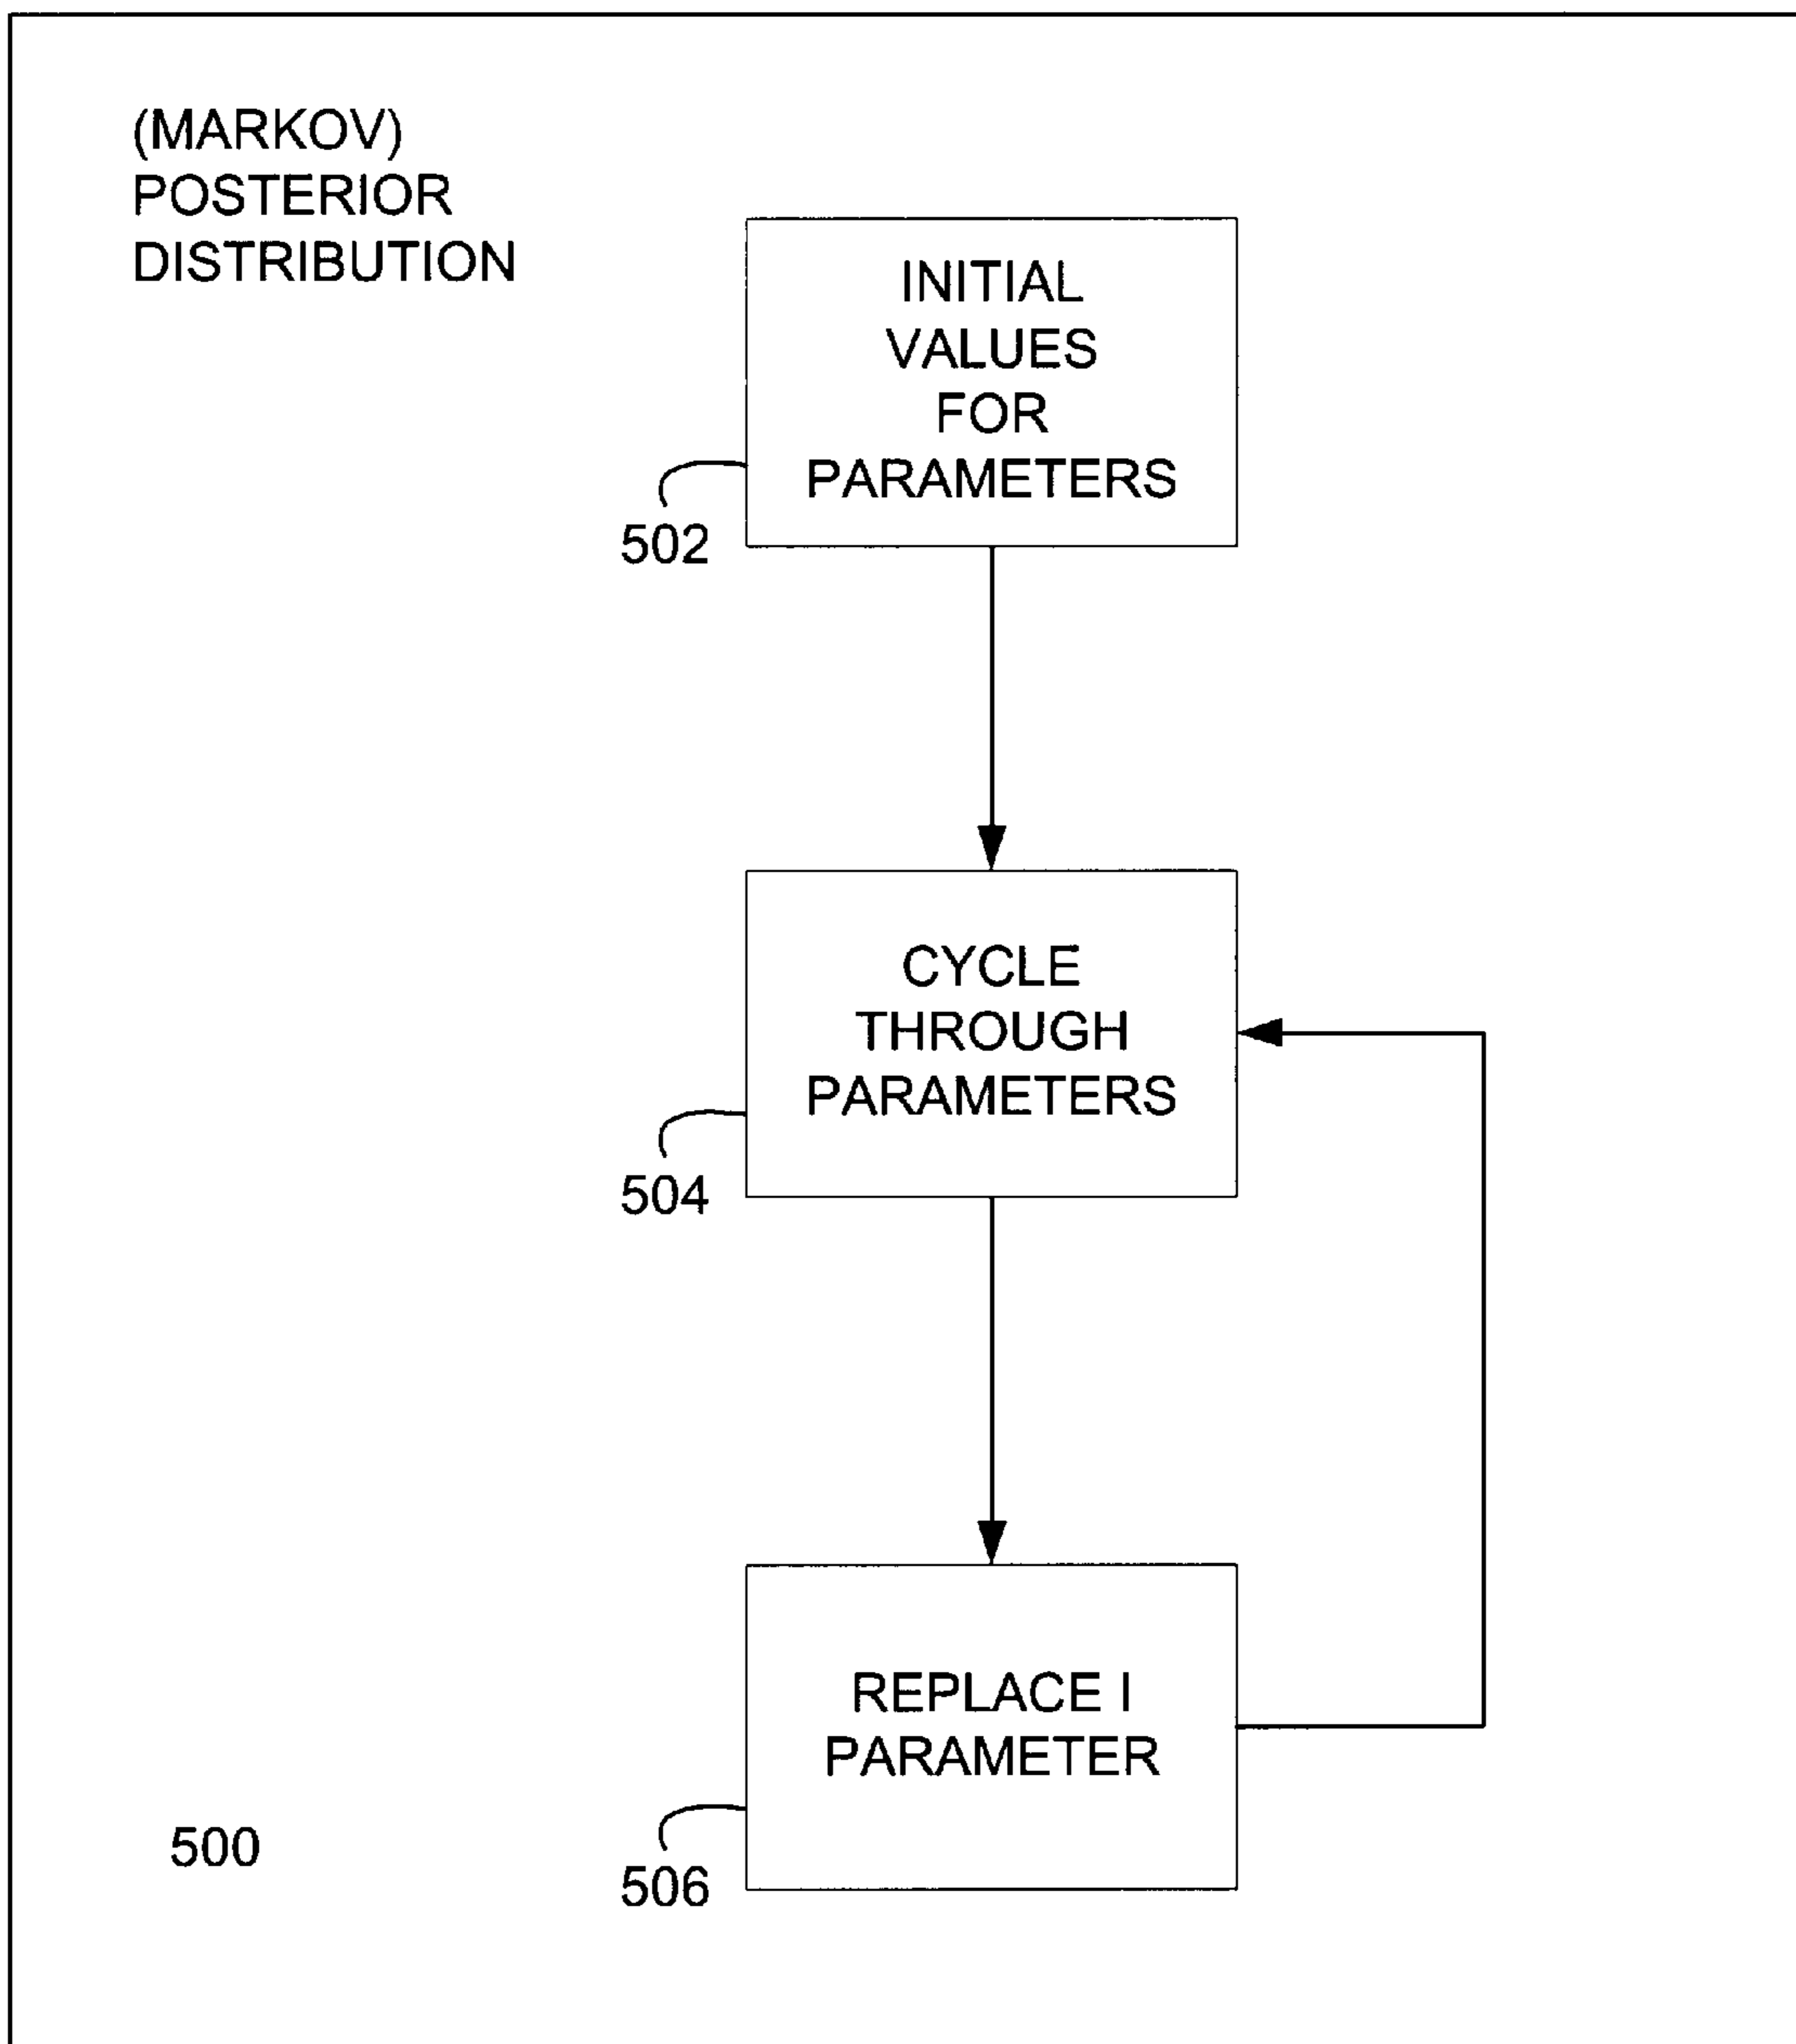 (MARKOV)
POSTERIOR
DISTRIBUTION
INITIAL
VALUES
FOR
PARAMETERS
502
CYCLE
THROUGH
PARAMETERS
504
REPLACE I
PARAMETER
506
500